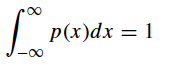 ∫_{-∞}^{∞} p(x)dx = 1